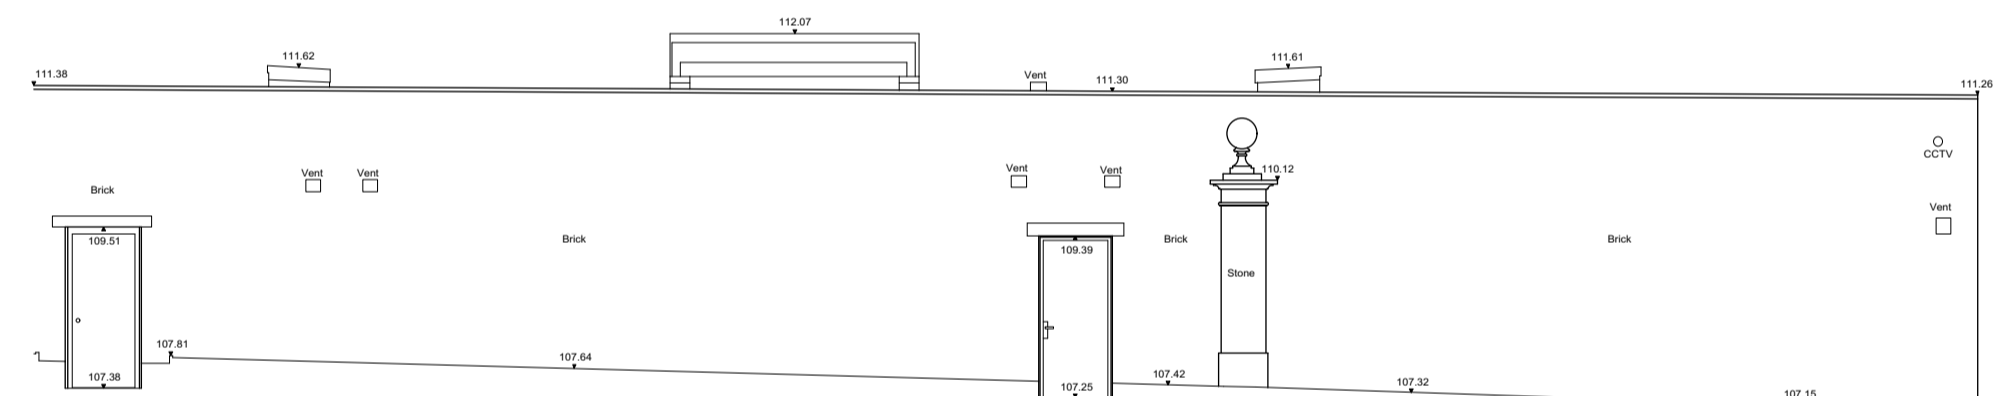 112.07
111.62
111.61
111.38
Vent
111.30
111.26
CCTV
Vent
Vent
Vent
Vent
110.12
Brick
Vent
109.51
Brick
109.39
Brick
Brick
Stone
107.81
107.64
107.38
107.25
107.42
107.32
107.15